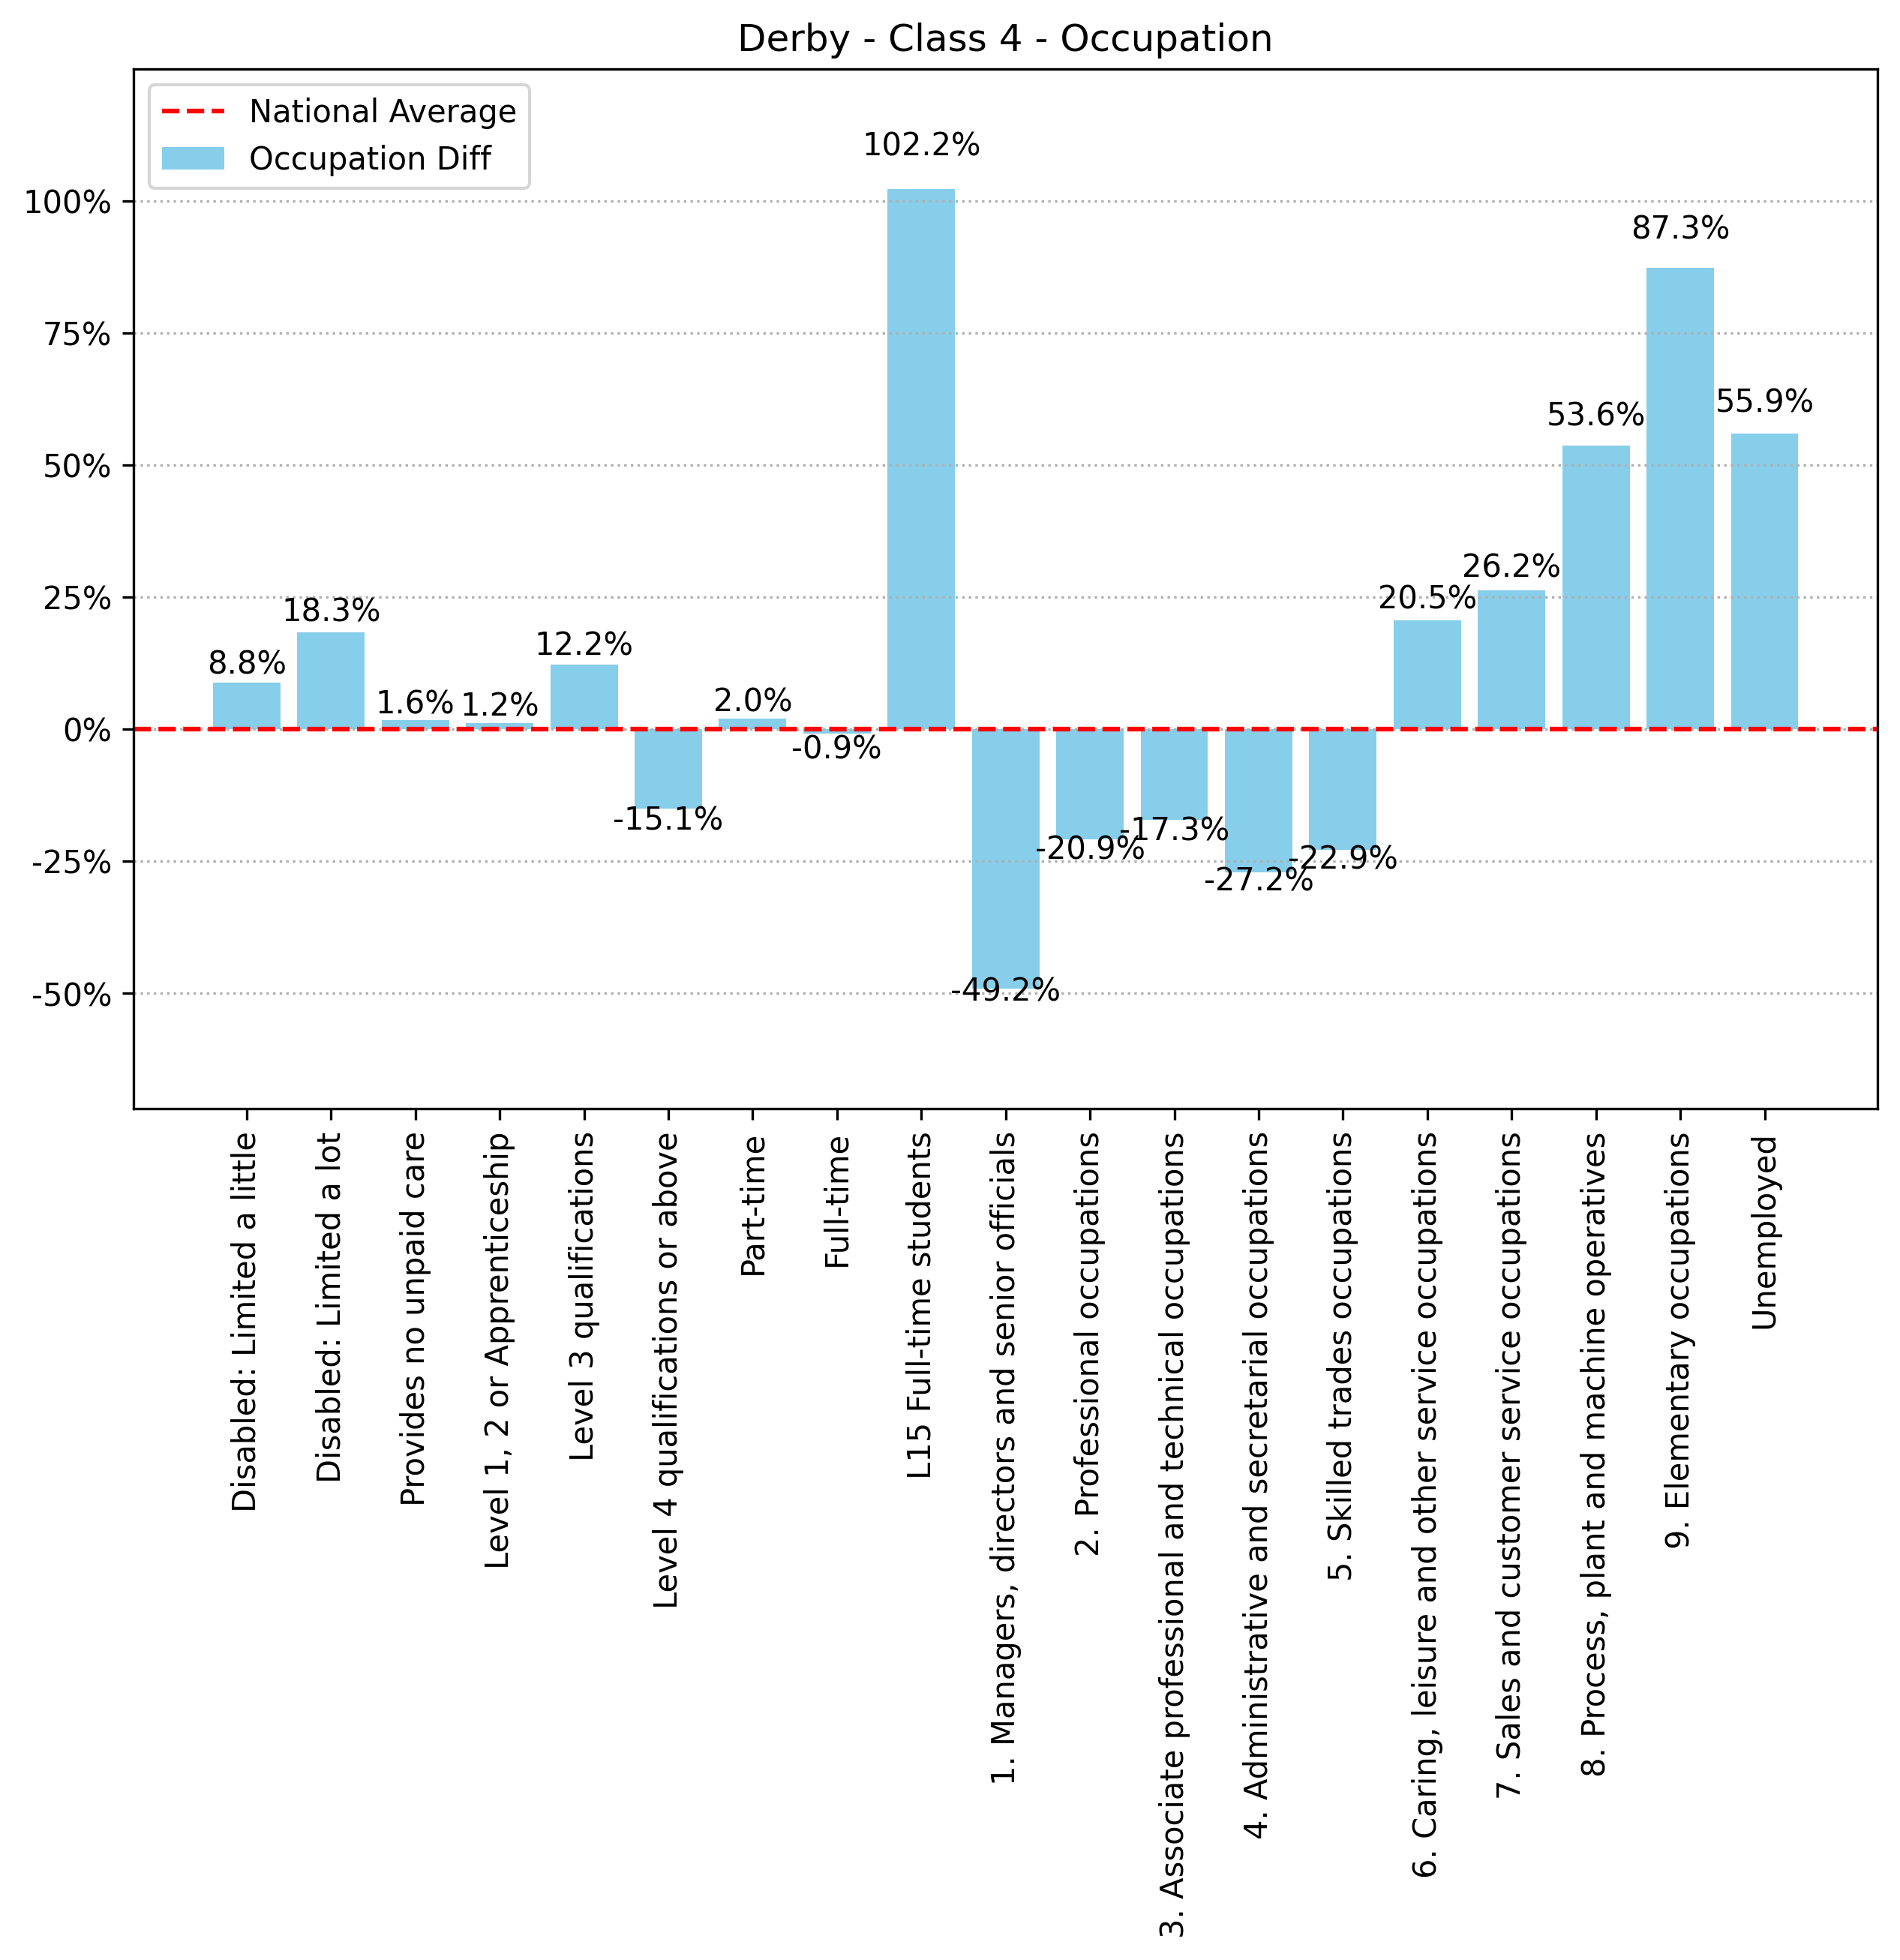 Derby - Class 4 - Occupation
National Average
Occupation Diff
100%
75%
50%
25%
0%
-25%
-50%
8.8%
18.3%
1.6%
1.2%
12.2%
-15.1%
2.0%
-0.9%
102.2%
-49.2%
-20.9%
-17.3%
-27.2%
-22.9%
20.5%
26.2%
53.6%
87.3%
55.9%
Disabled: Limited a little
Disabled: Limited a lot
Provides no unpaid care
Level 1, 2 or Apprenticeship
Level 3 qualifications
Level 4 qualifications or above
Part-time
Full-time
L15 Full-time students
1. Managers, directors and senior officials
2. Professional occupations
3. Associate professional and technical occupations
4. Administrative and secretarial occupations
5. Skilled trades occupations
6. Caring, leisure and other service occupations
7. Sales and customer service occupations
8. Process, plant and machine operatives
9. Elementary occupations
Unemployed